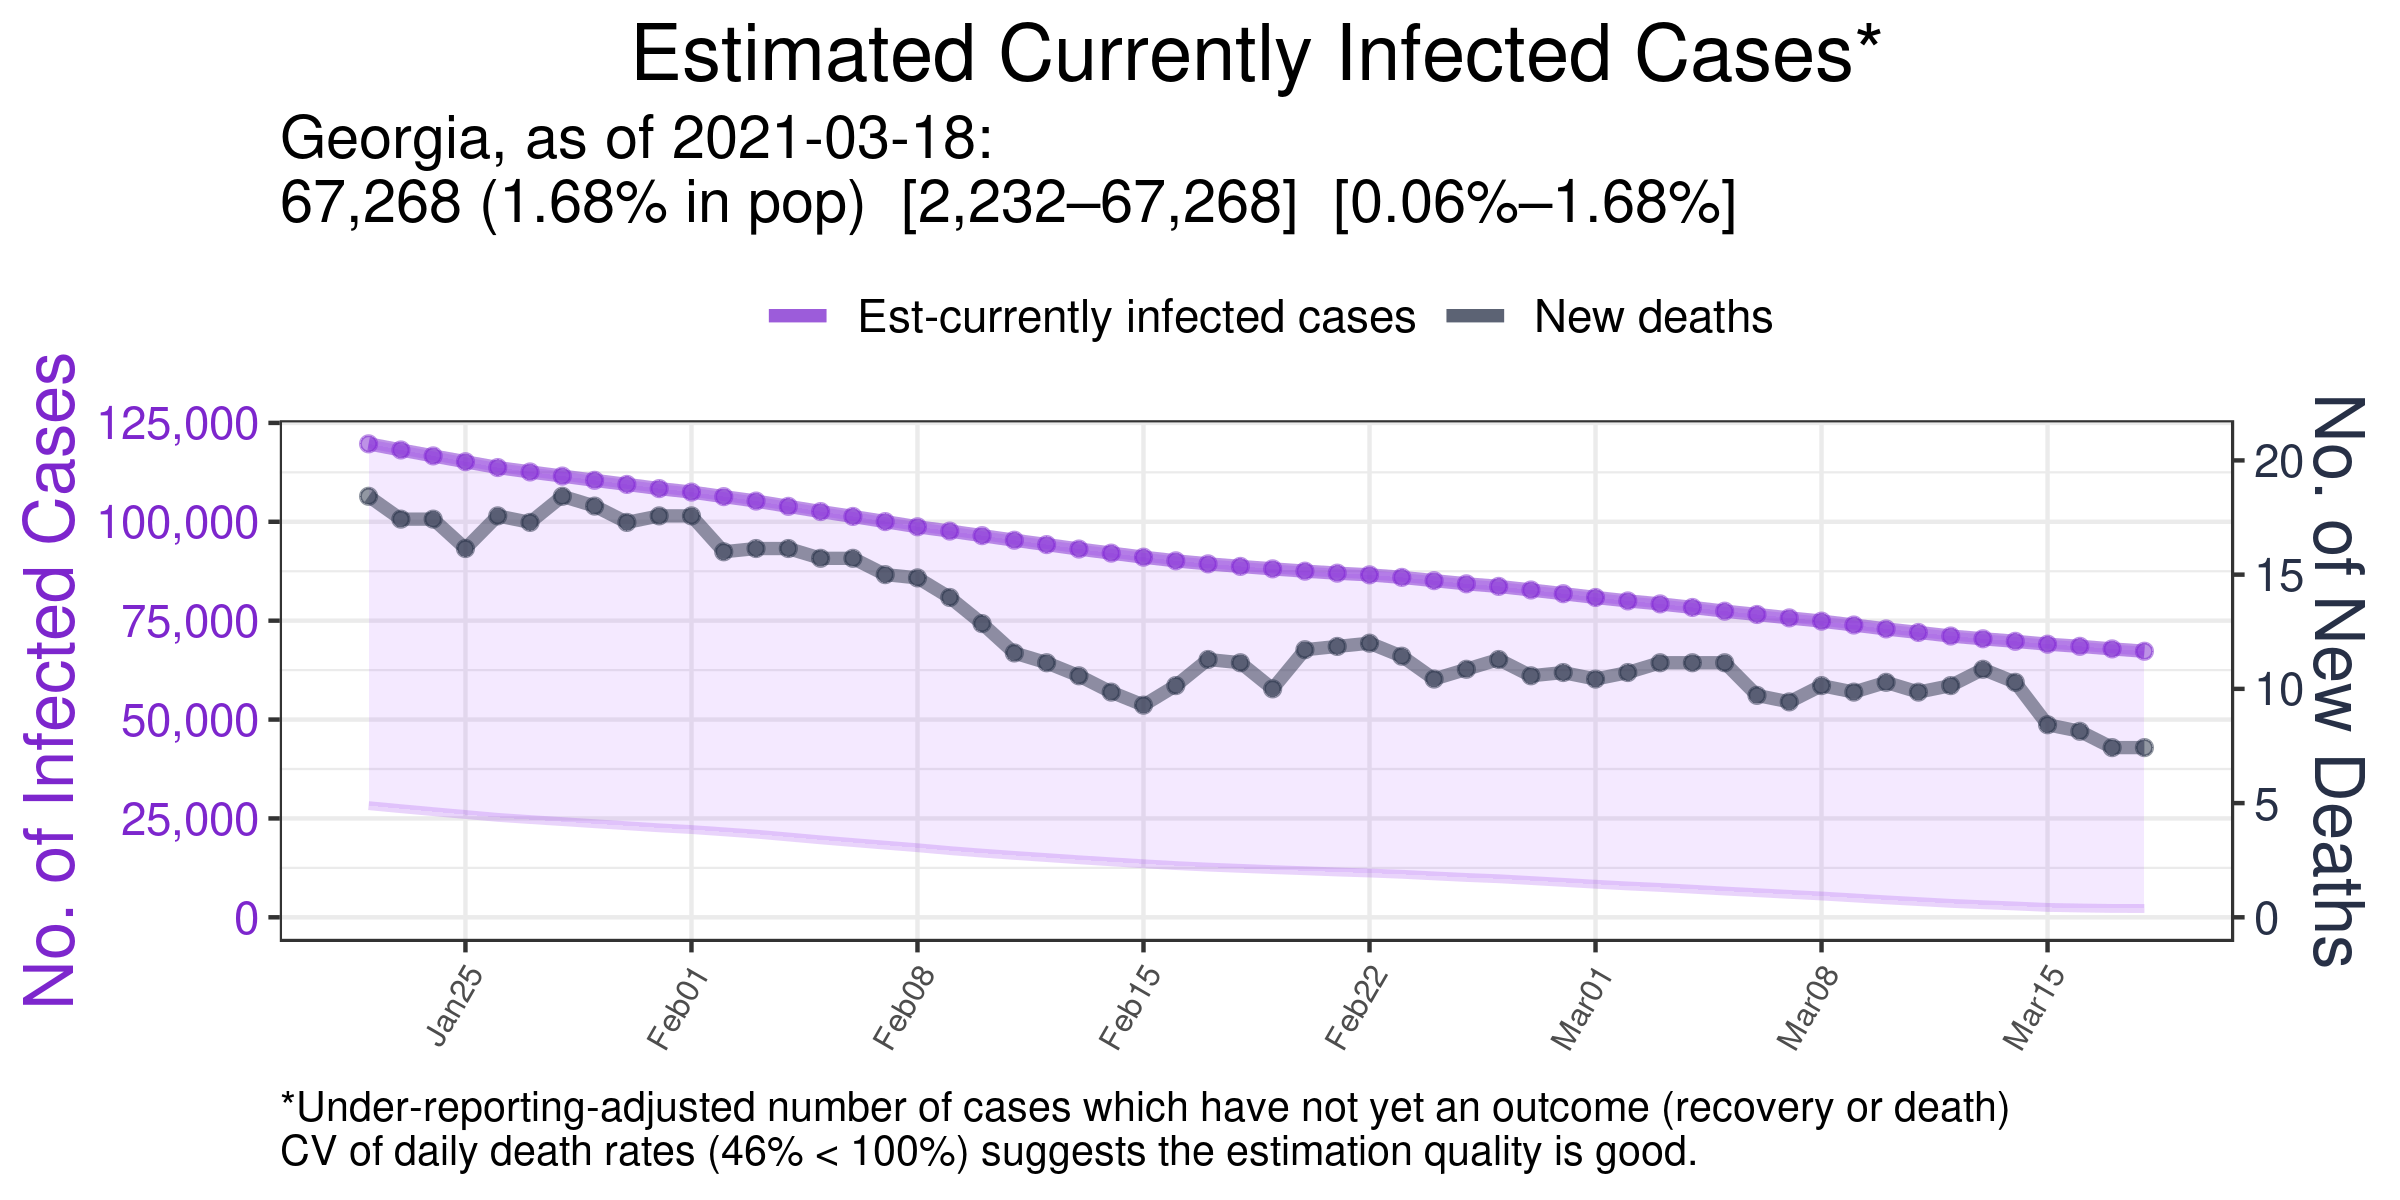 Estimated Currently Infected Cases*
Georgia, as of 2021-03-18:
67,268 (1.68% in pop)  [2,232–67,268]  [0.06%–1.68%]
Est-currently infected cases
New deaths
No. of Infected Cases
125,000
100,000
75,000
50,000
25,000
0
No. of New Deaths
20
15
10
5
0
Jan25
Feb01
Feb08
Feb15
Feb22
Mar01
Mar08
Mar15
*Under-reporting-adjusted number of cases which have not yet an outcome (recovery or death)
CV of daily death rates (46% < 100%) suggests the estimation quality is good.